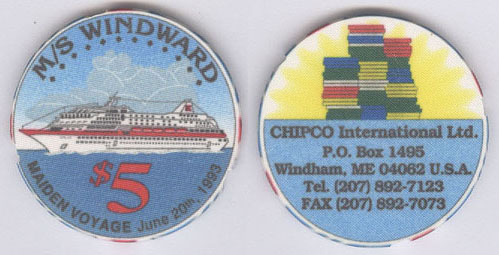 M/S WINDWARD
$5
MAIDEN VOYAGE June 20th, 1993
CHIPCO International Ltd.
P.O. Box 1495
Windham, ME 04062 U.S.A.
Tel. (207) 892-7123
FAX (207) 892-7073